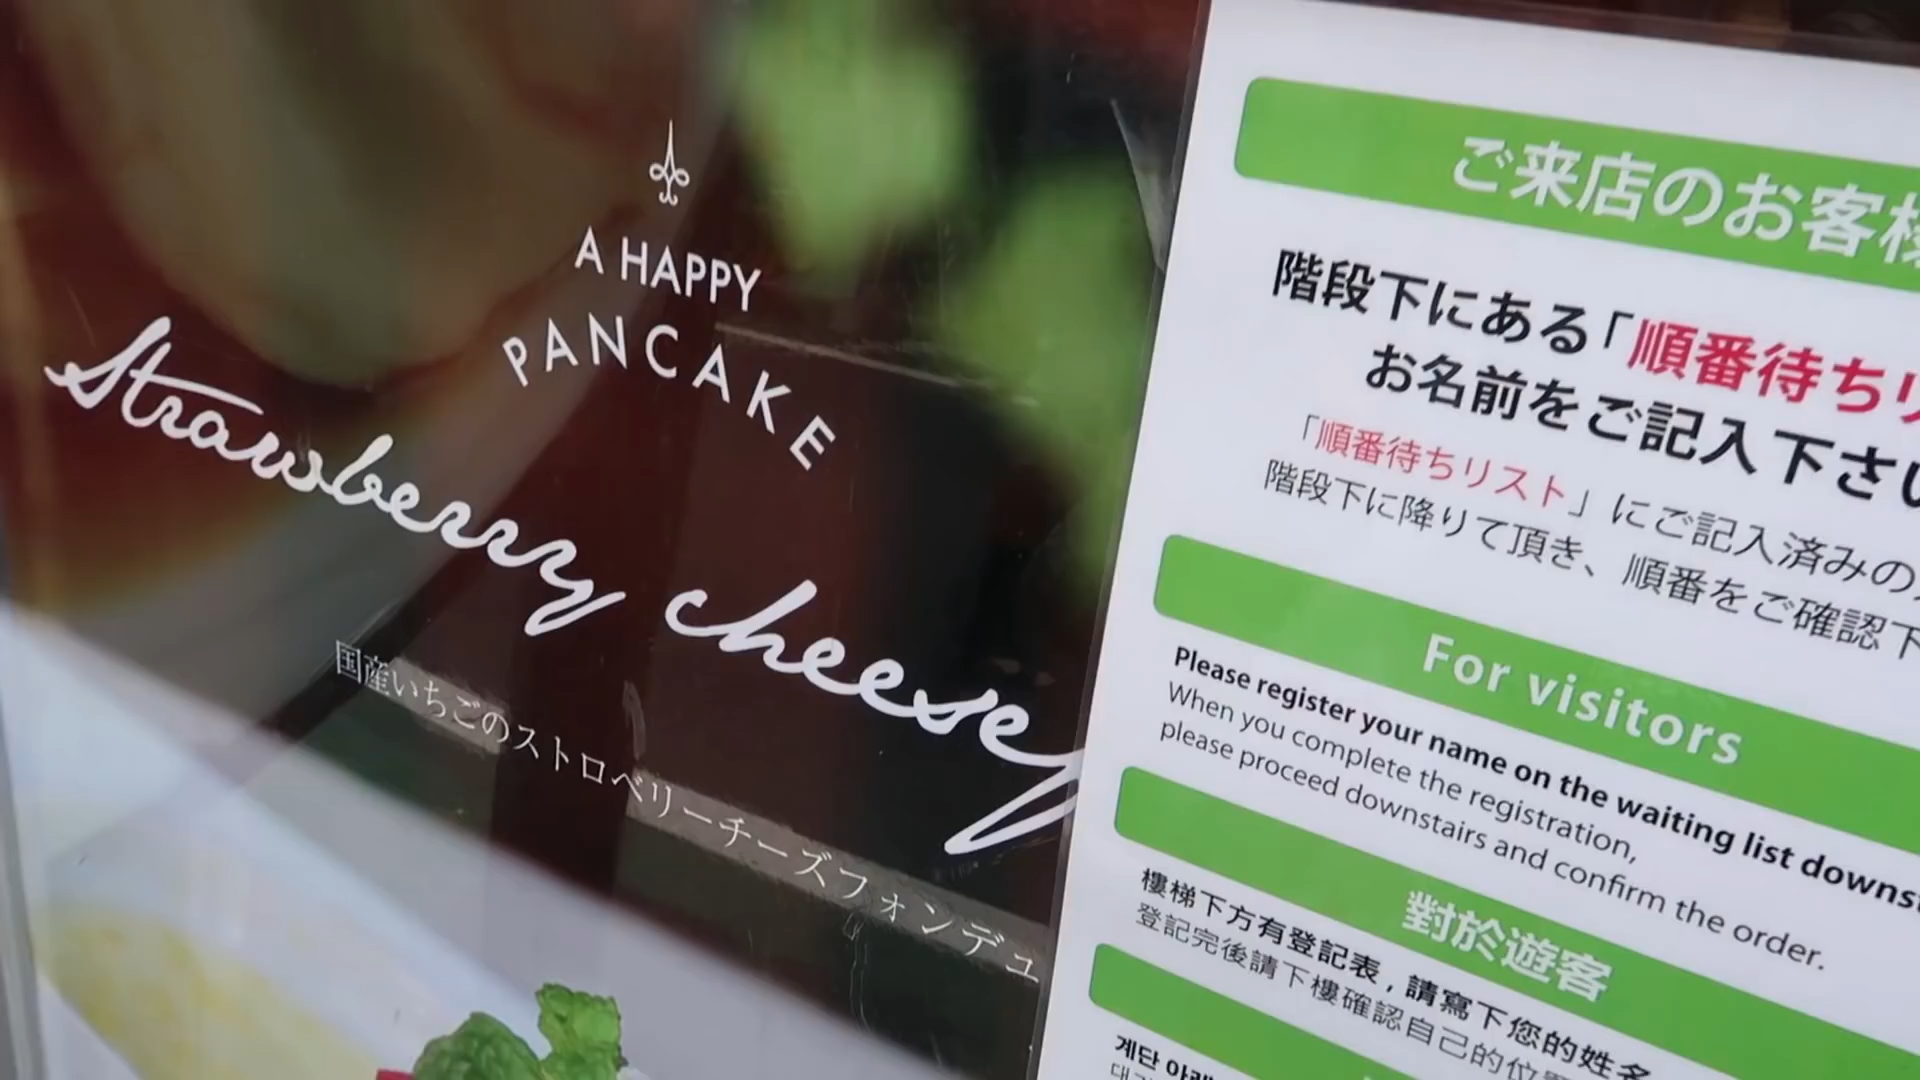 A HAPPY
PANCAKE
Strawberry cheese
国産いちごのストロベリーチーズフォンデュ
ご来店のお客様
階段下にある「順番待ちリ
お名前をご記入下さい
「順番待ちリスト」にご記入済みの
階段下に降りて頂き、順番をご確認下
For visitors
Please register your name on the waiting list downs
When you complete the registration,
please proceed downstairs and confirm the order.
對於遊客
樓梯下方有登記表,請寫下您的姓名
登記完後請下樓確認自己的位置
계단 아래